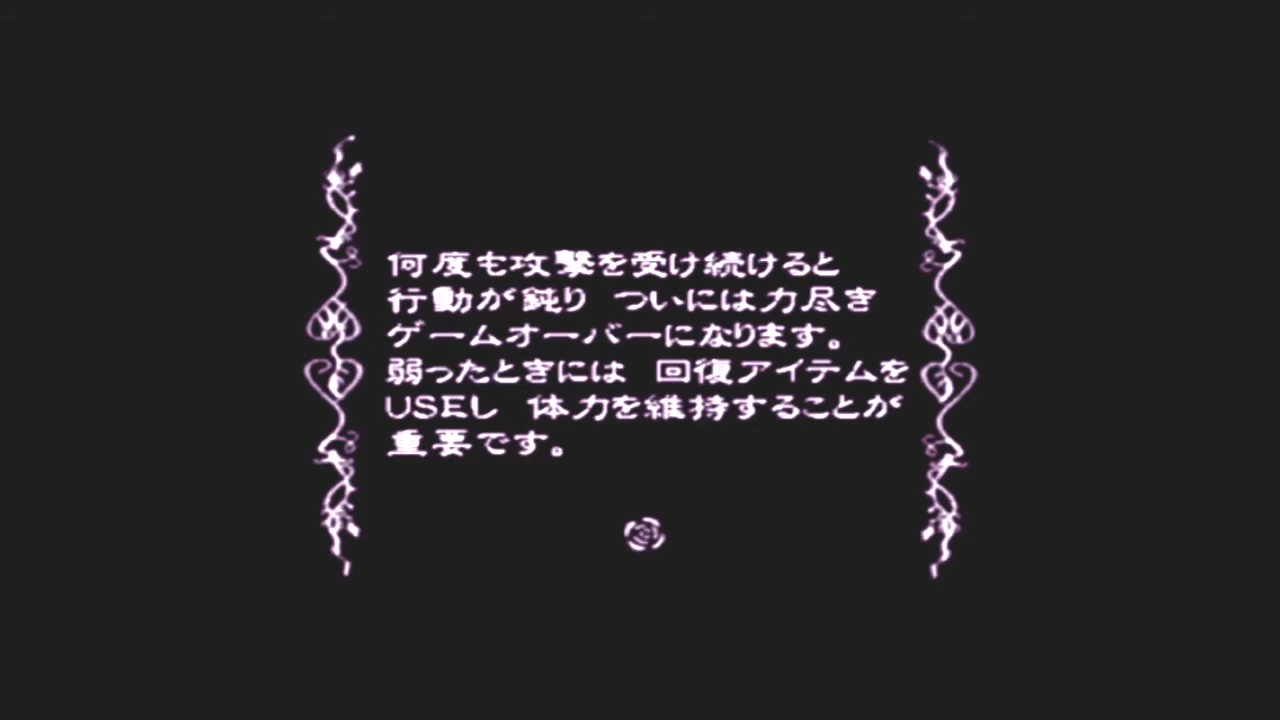 何度も攻撃を受け続けると
行動が鈍り　ついには力尽き
ゲームオーバーになります。
弱ったときには　回復アイテムを
USEし　体力を維持することが
重要です。